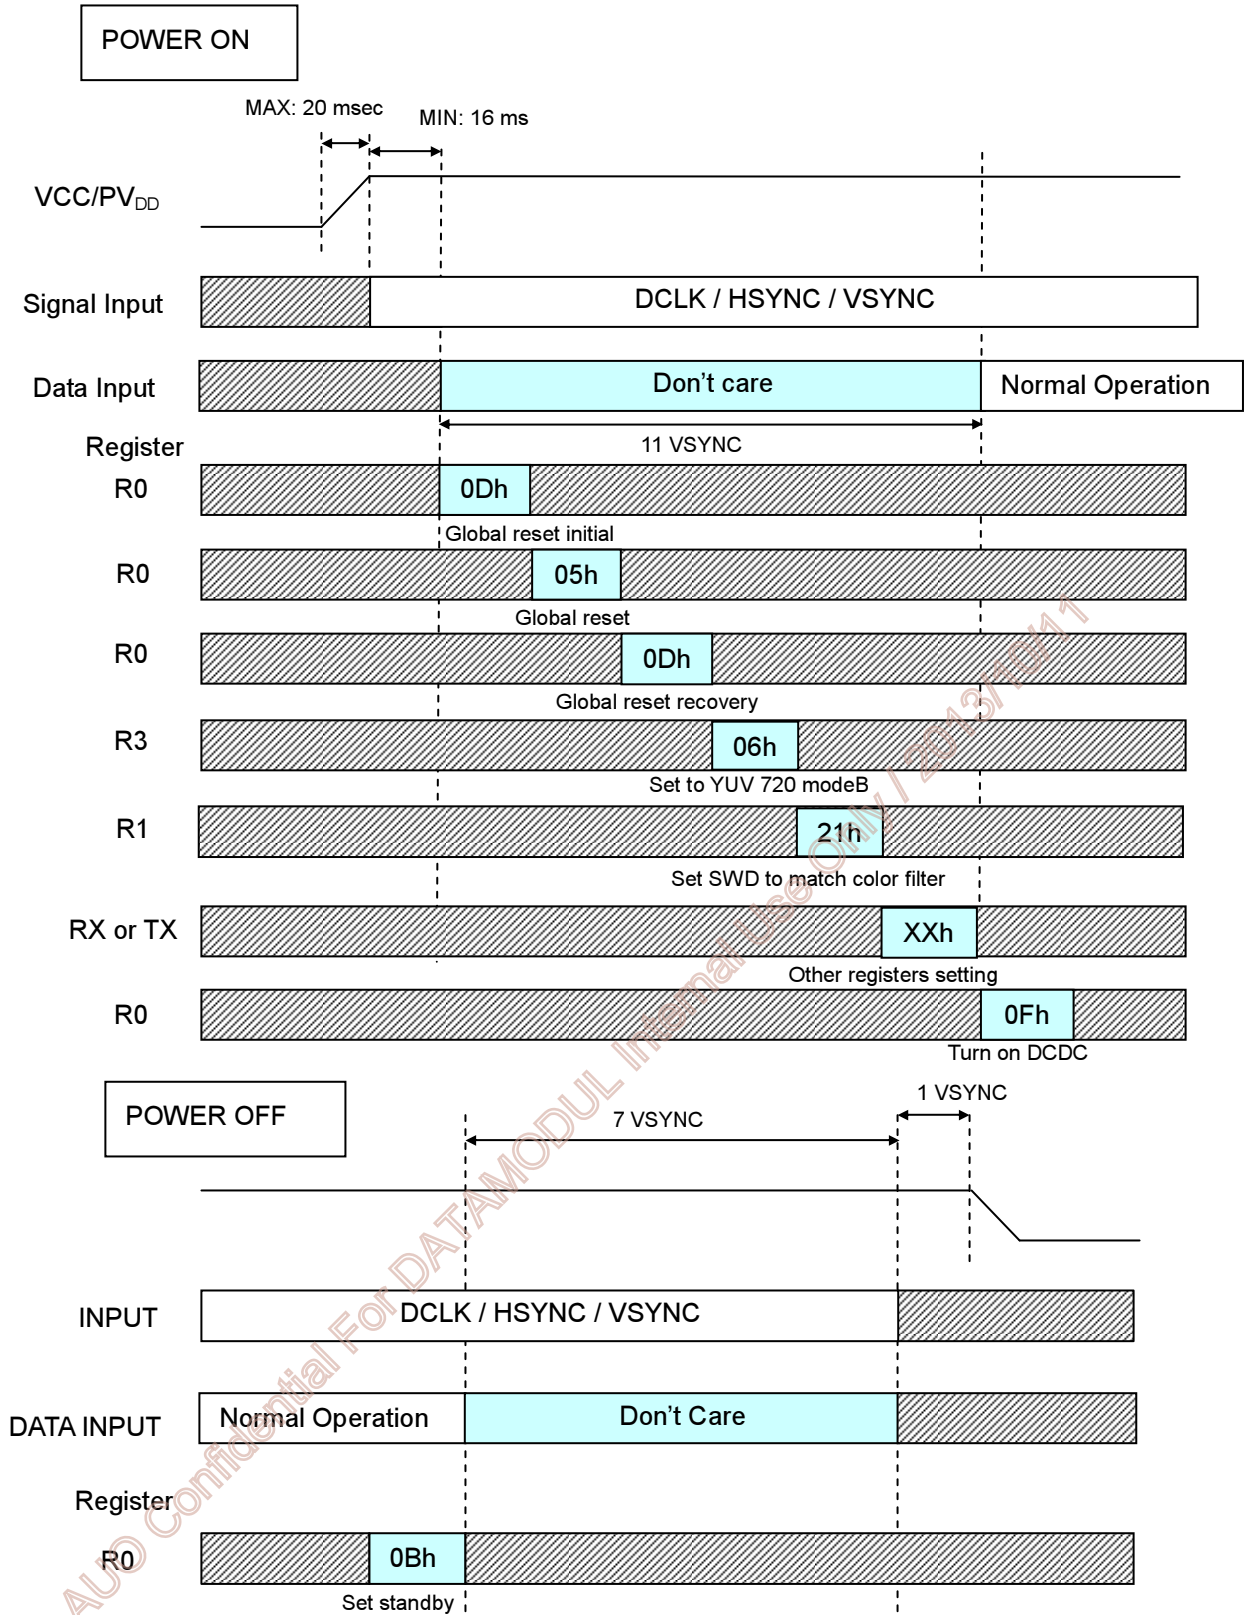 POWER ON
MAX: 20 msec
MIN: 16 ms
VCC/PVDD
Signal Input
DCLK / HSYNC / VSYNC
Data Input
Don't care
Normal Operation
11 VSYNC
Register
R0
0Dh
Global reset initial
R0
05h
Global reset
R0
0Dh
Global reset recovery
R3
06h
Set to YUV 720 modeB
R1
21h
Set SWD to match color filter
RX or TX
XXh
Other registers setting
R0
0Fh
Turn on DCDC
POWER OFF
7 VSYNC
1 VSYNC
INPUT
DCLK / HSYNC / VSYNC
DATA INPUT
Normal Operation
Don't Care
Register
R0
0Bh
Set standby
AUO Confidential For DATAMODUL Internal Use Only / 2013/10/11